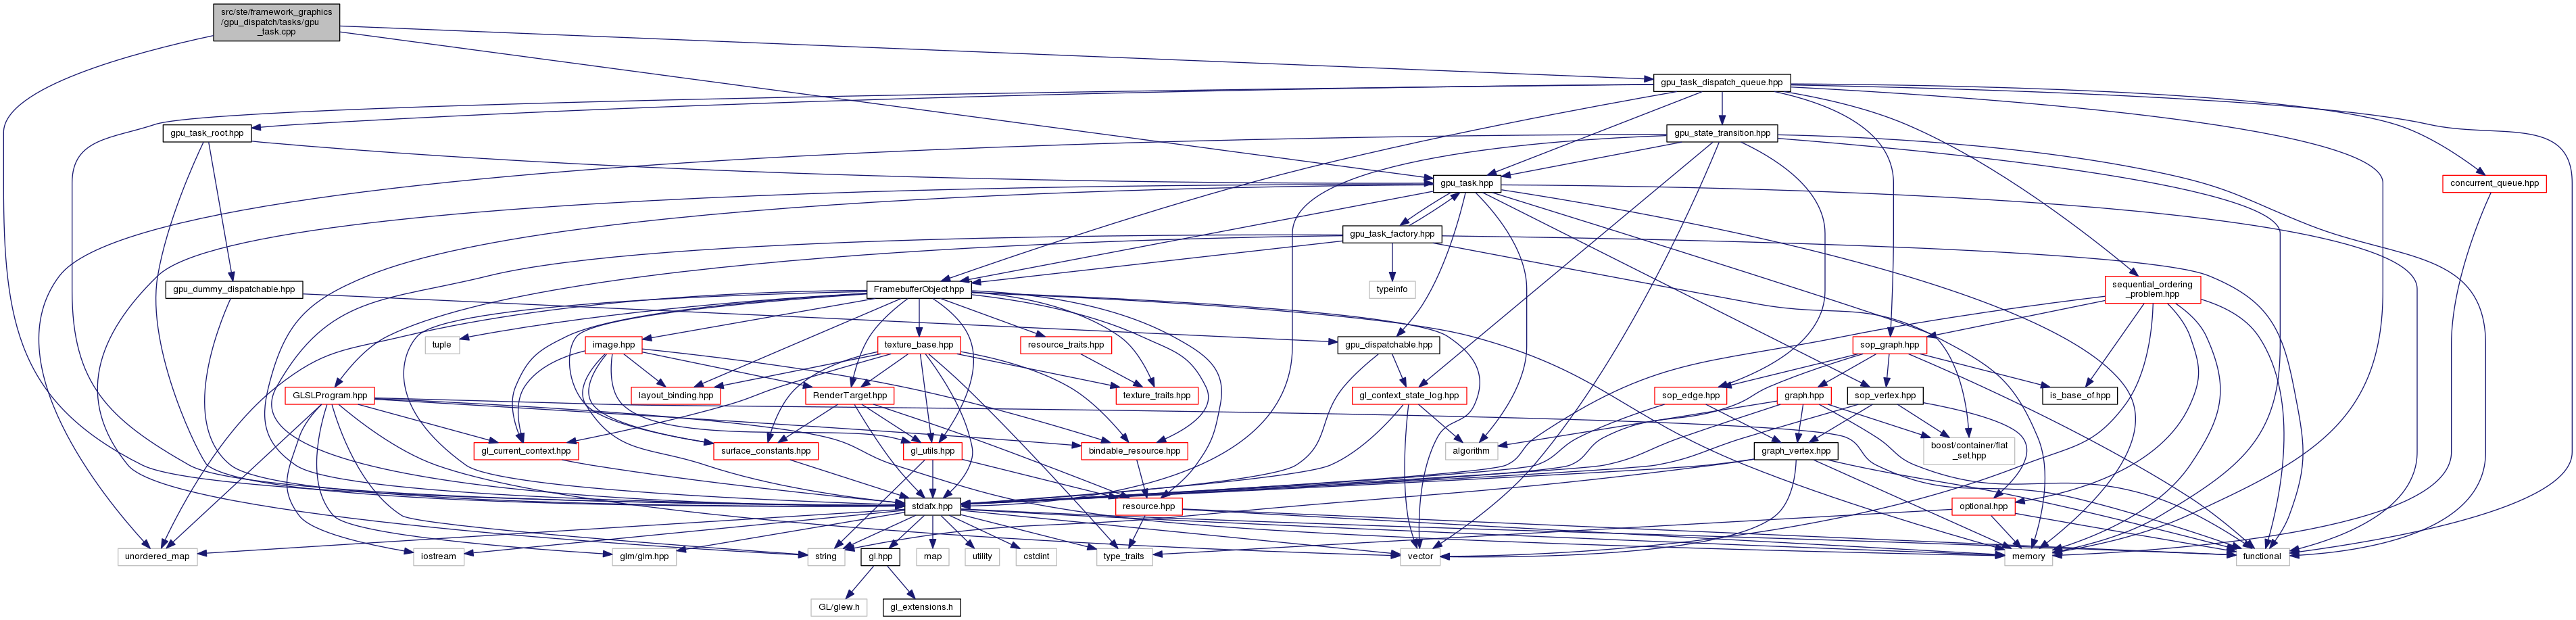 src/ste/framework_graphics
/gpu_dispatch/tasks/gpu
_task.cpp
gpu_task_dispatch_queue.hpp
gpu_task_root.hpp
gpu_state_transition.hpp
gpu_task.hpp
concurrent_queue.hpp
gpu_task_factory.hpp
gpu_dummy_dispatchable.hpp
FramebufferObject.hpp
typeinfo
sequential_ordering
_problem.hpp
tuple
image.hpp
texture_base.hpp
resource_traits.hpp
gpu_dispatchable.hpp
sop_graph.hpp
GLSLProgram.hpp
layout_binding.hpp
RenderTarget.hpp
texture_traits.hpp
gl_context_state_log.hpp
sop_edge.hpp
graph.hpp
sop_vertex.hpp
is_base_of.hpp
gl_current_context.hpp
surface_constants.hpp
gl_utils.hpp
bindable_resource.hpp
algorithm
graph_vertex.hpp
boost/container/flat
_set.hpp
stdafx.hpp
resource.hpp
optional.hpp
unordered_map
iostream
glm/glm.hpp
string
gl.hpp
map
utility
cstdint
type_traits
vector
memory
functional
GL/glew.h
gl_extensions.h